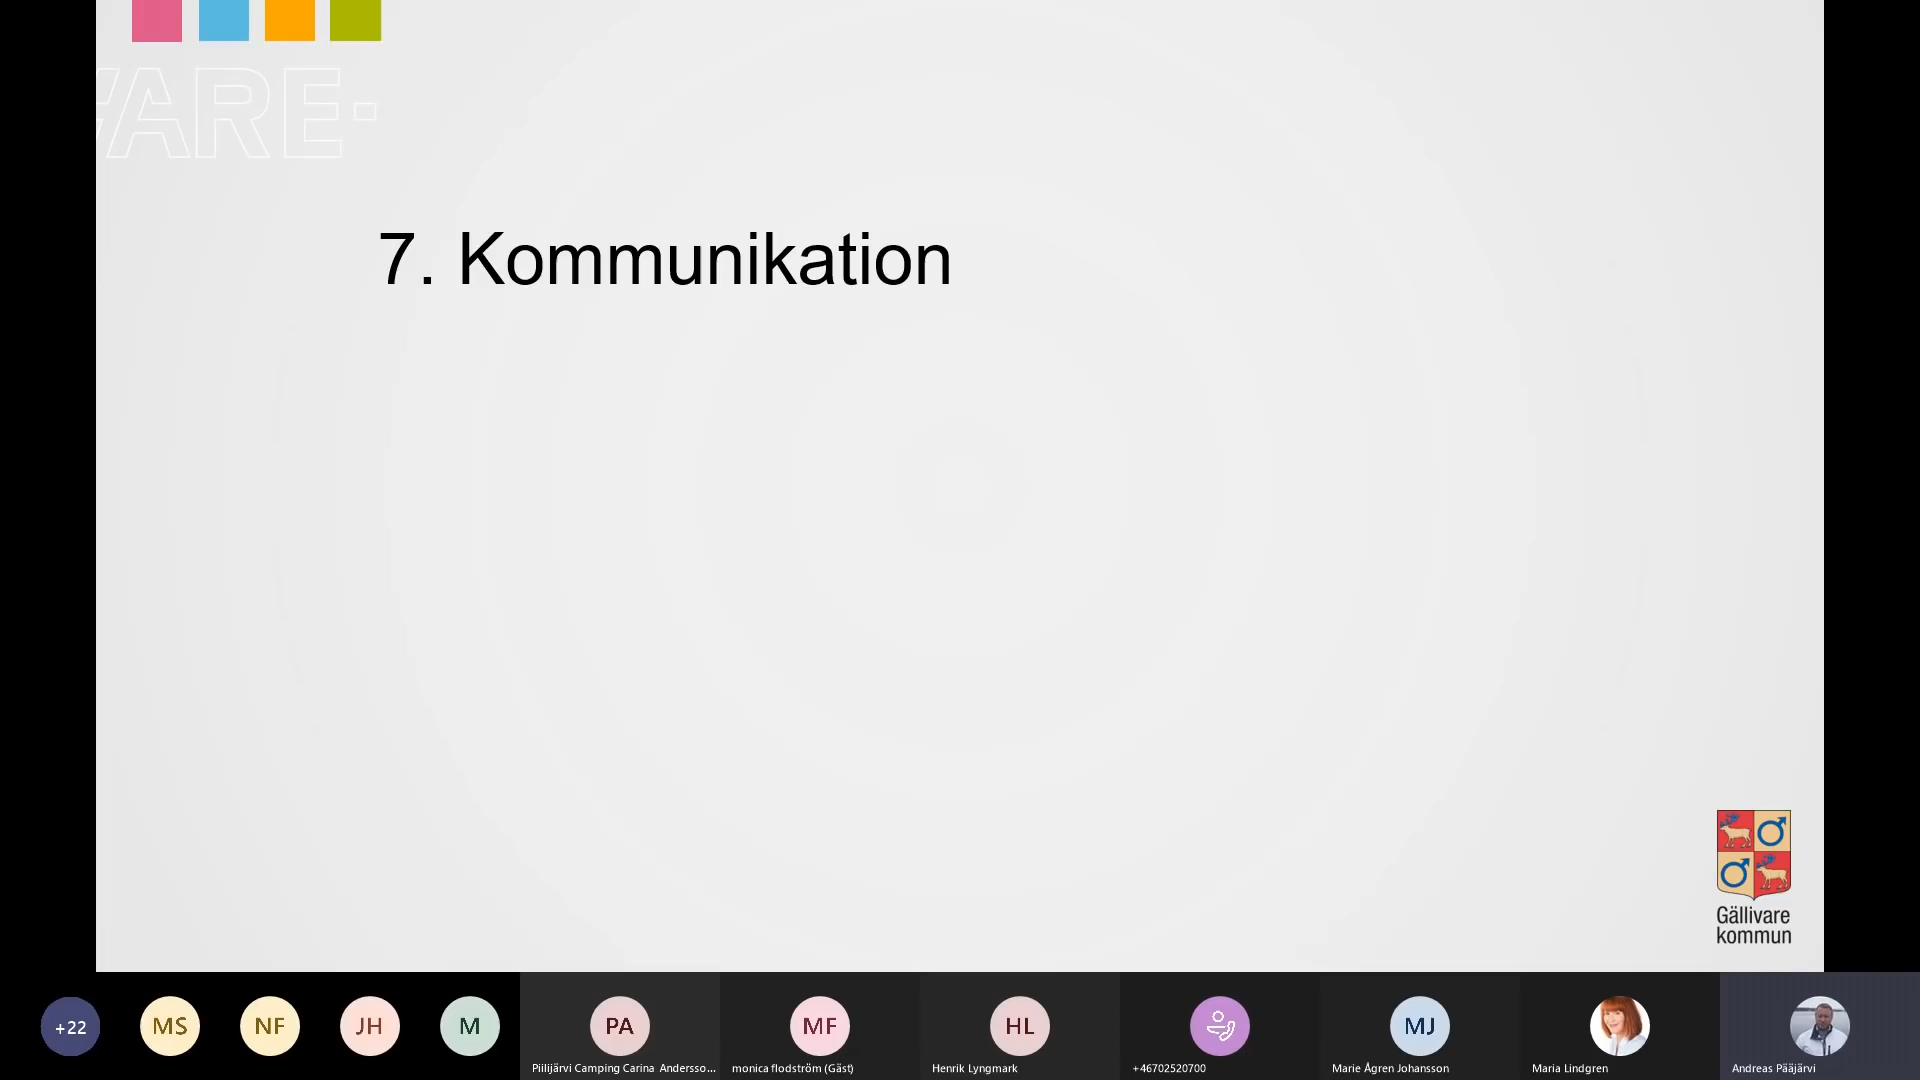 VARE
7. Kommunikation
Gällivare
kommun
+22
MS
NF
JH
M
PA
MF
HL
MJ
Piilijärvi Camping Carina Andersso...
monica flodström (Gäst)
Henrik Lyngmark
+46702520700
Marie Ågren Johansson
Maria Lindgren
Andreas Pääjärvi